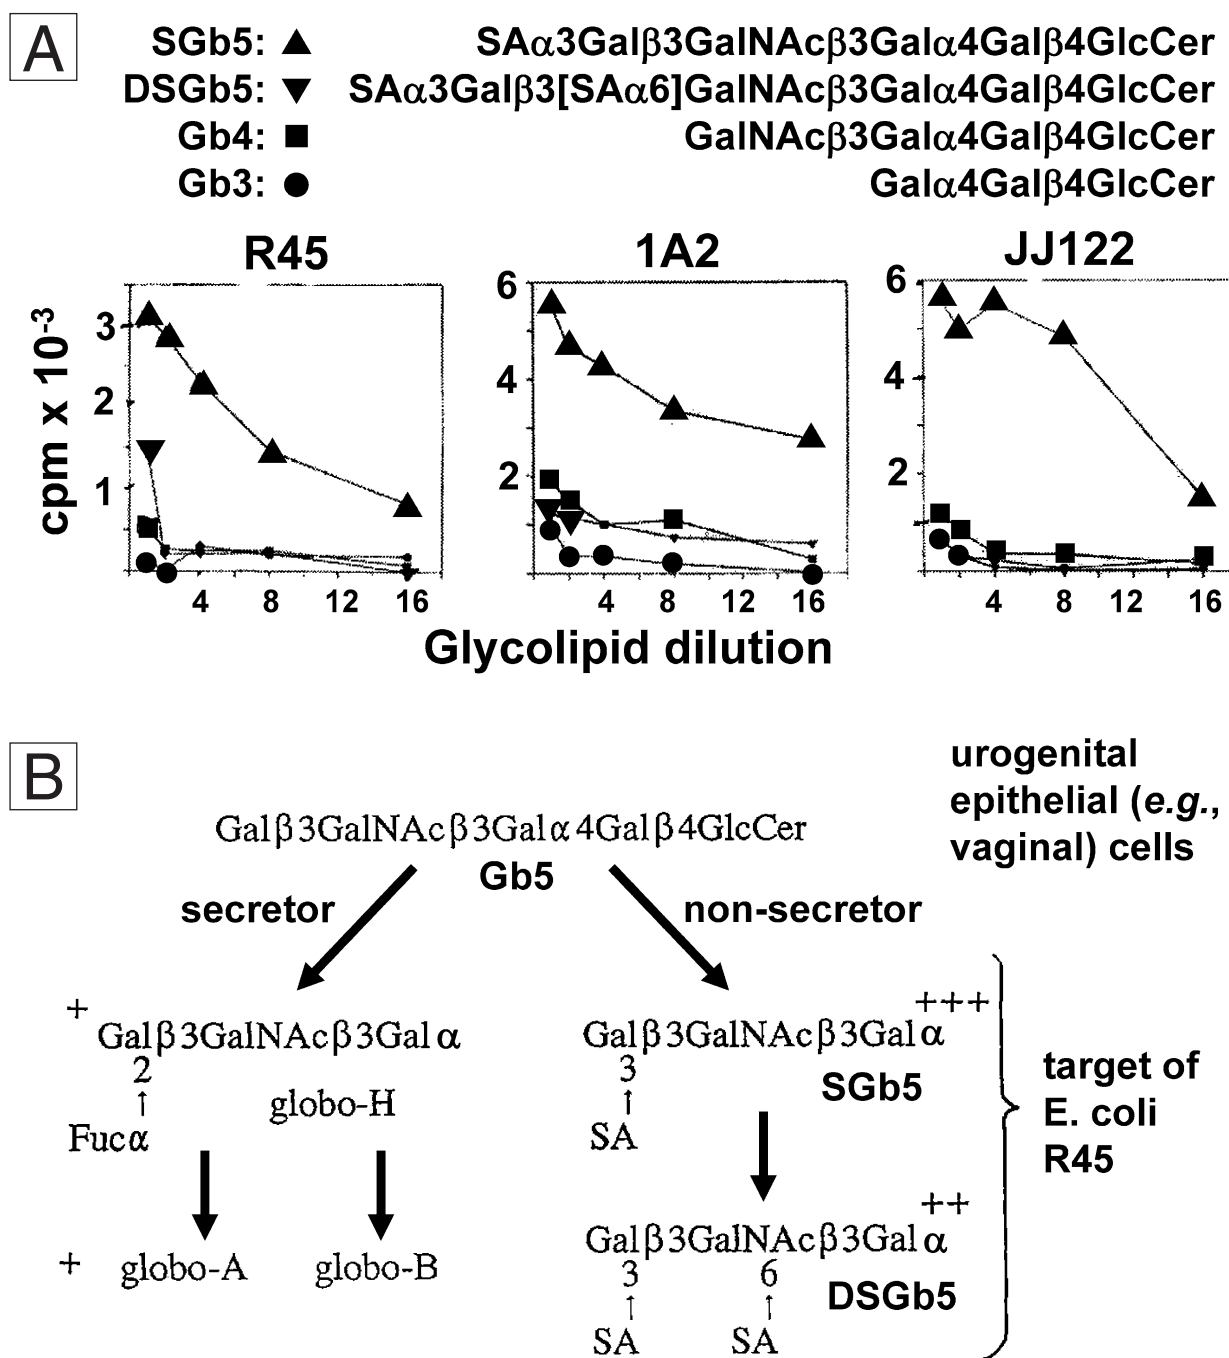 A
SGb5: ▲ SAα3Galβ3GalNAcβ3Galα4Galβ4GlcCer
DSGb5: ▼ SAα3Galβ3[SAα6]GalNAcβ3Galα4Galβ4GlcCer
Gb4: ■ GalNAcβ3Galα4Galβ4GlcCer
Gb3: ● Galα4Galβ4GlcCer
R45 1A2 JJ122
cpm x 10-3
3
2
1
4 8 12 16
6
4
2
4 8 12 16
6
4
2
4 8 12 16
Glycolipid dilution
B
urogenital
epithelial (e.g.,
vaginal) cells
Galβ3GalNAcβ3Galα4Galβ4GlcCer
Gb5
secretor non-secretor
+
Galβ3GalNAcβ3Galα
2
↑
Fucα
globo-H
+ globo-A globo-B
+++
Galβ3GalNAcβ3Galα
3
↑
SA
SGb5
++
Galβ3GalNAcβ3Galα
3 6
↑ ↑
SA SA
DSGb5
target of
E. coli
R45